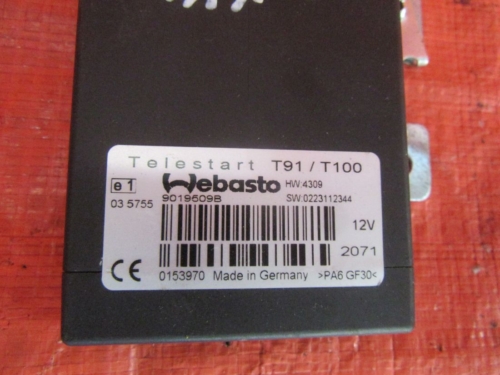 Telestart T91 / T100
e1 Webasto HW:4309
03 5755 9019609B SW:0223112344
12V
2071
CE 0153970 Made in Germany >PA6 GF30<